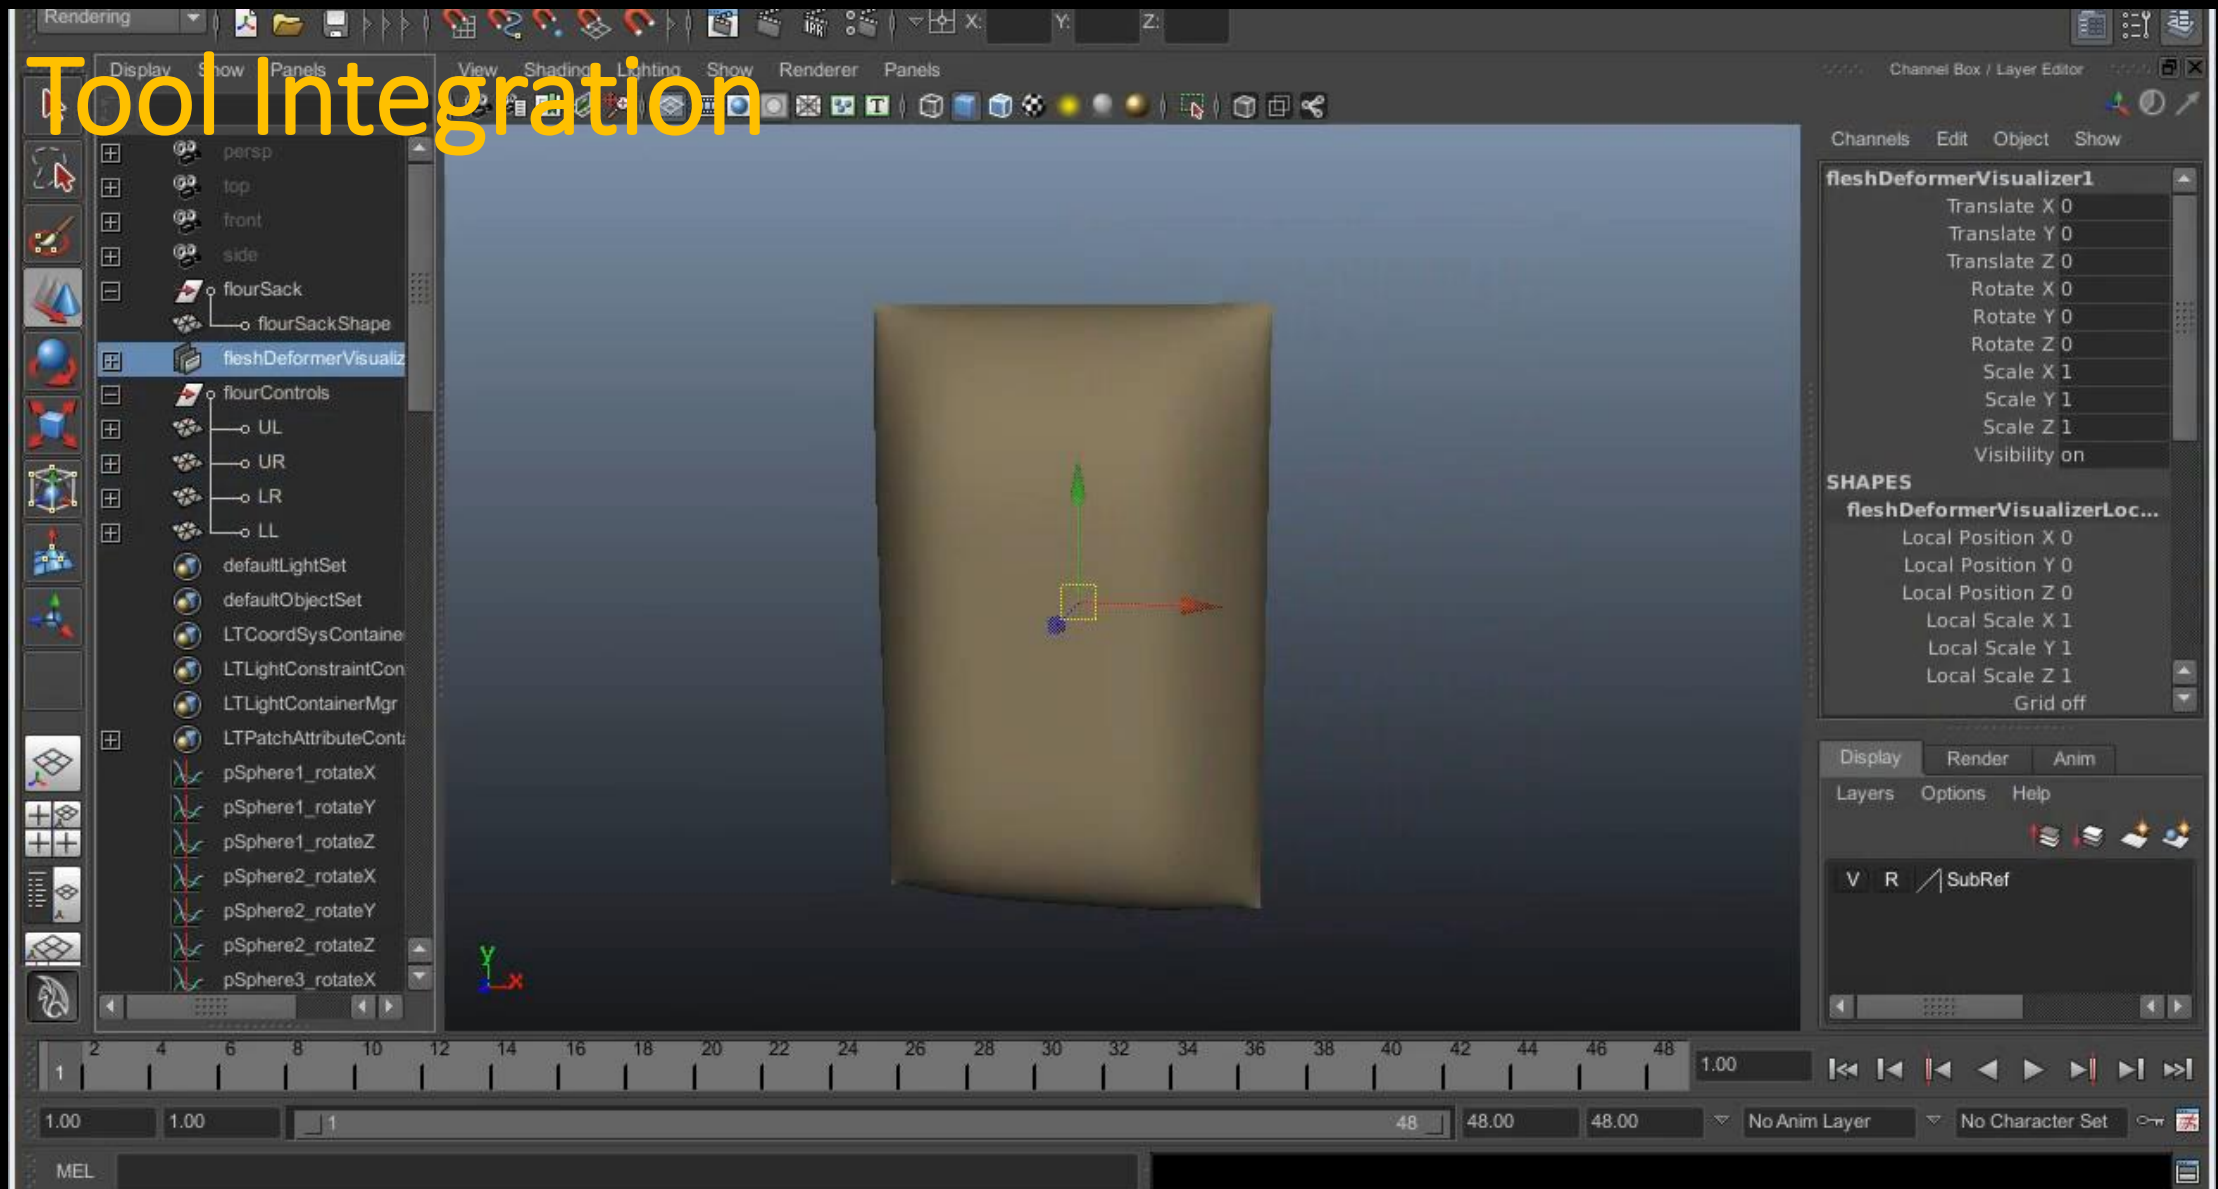 Rendering
X:
Y:
Z:
Tool Integration
Display Show Panels
View Shading Lighting Show Renderer Panels
Channel Box / Layer Editor
Channels Edit Object Show
persp
top
front
side
flourSack
flourSackShape
fleshDeformerVisualiz
flourControls
UL
UR
LR
LL
defaultLightSet
defaultObjectSet
LTCoordSysContaine
LTLightConstraintCon
LTLightContainerMgr
LTPatchAttributeConta
pSphere1_rotateX
pSphere1_rotateY
pSphere1_rotateZ
pSphere2_rotateX
pSphere2_rotateY
pSphere2_rotateZ
pSphere3_rotateX
y
x
fleshDeformerVisualizer1
Translate X 0
Translate Y 0
Translate Z 0
Rotate X 0
Rotate Y 0
Rotate Z 0
Scale X 1
Scale Y 1
Scale Z 1
Visibility on
SHAPES
fleshDeformerVisualizerLoc...
Local Position X 0
Local Position Y 0
Local Position Z 0
Local Scale X 1
Local Scale Y 1
Local Scale Z 1
Grid off
Display Render Anim
Layers Options Help
V R SubRef
2 4 6 8 10 12 14 16 18 20 22 24 26 28 30 32 34 36 38 40 42 44 46 48
1
1.00
1.00 1.00 1 48 48.00 48.00 No Anim Layer No Character Set
MEL